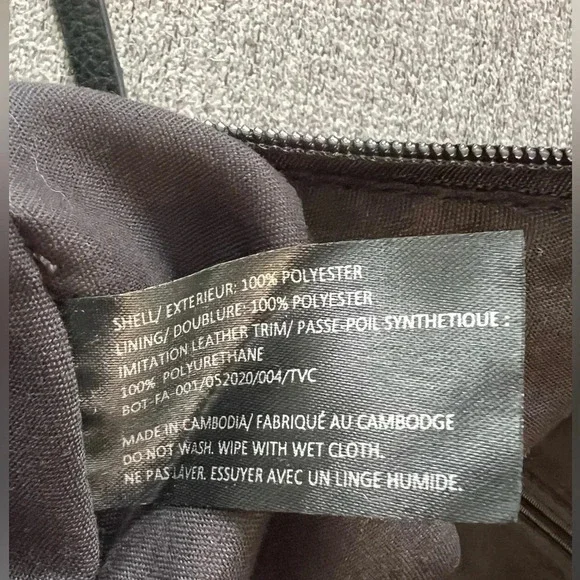 SHELL/ EXTERIEUR: 100% POLYESTER
LINING/ DOUBLURE: 100% POLYESTER
IMITATION LEATHER TRIM/ PASSE-POIL SYNTHETIQUE :
100% POLYURETHANE
BOT-FA-001/052020/004/TVC
MADE IN CAMBODIA/ FABRIQUÉ AU CAMBODGE
DO NOT WASH. WIPE WITH WET CLOTH.
NE PAS LAVER. ESSUYER AVEC UN LINGE HUMIDE.